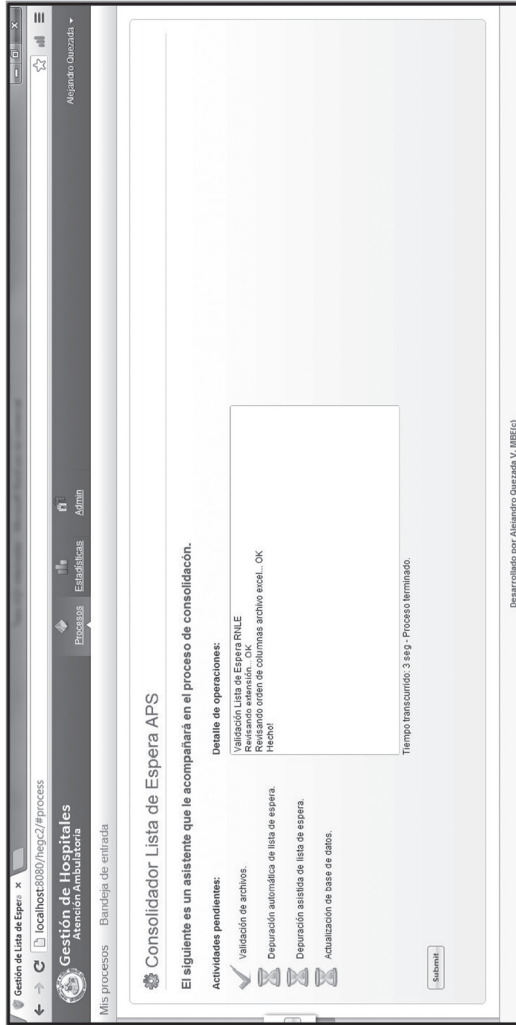 Gestión de Lista de Espera
localhost:8080/hegc2/#process
Gestión de Hospitales
Atención Ambulatoria
Procesos
Estadísticas
Admin
Alejandro Quezada
Mis procesos Bandeja de entrada
Consolidador Lista de Espera APS
El siguiente es un asistente que le acompañará en el proceso de consolidacón.
Actividades pendientes:
Validación de archivos.
Depuración automática de lista de espera.
Depuración asistida de lista de espera.
Actualización de base de datos.
Detalle de operaciones:
Validación Lista de Espera RNLE
Revisando extensión... OK
Revisando orden de columnas archivo excel... OK
Hecho!
Tiempo transcurrido: 3 seg - Proceso terminado.
Submit
Desarrollado por Alejandro Quezada V. MBE(c)